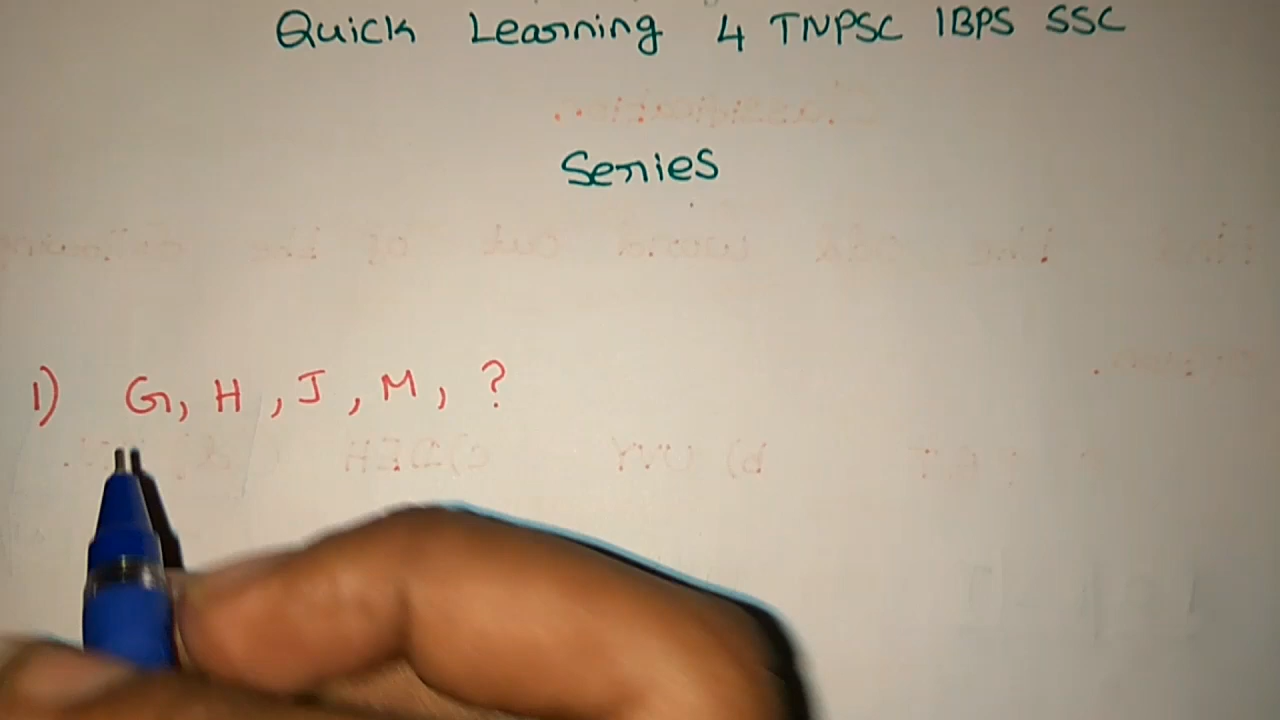 Quick Learning 4 TNPSC IBPS SSC
Series
1) G, H, J, M, ?